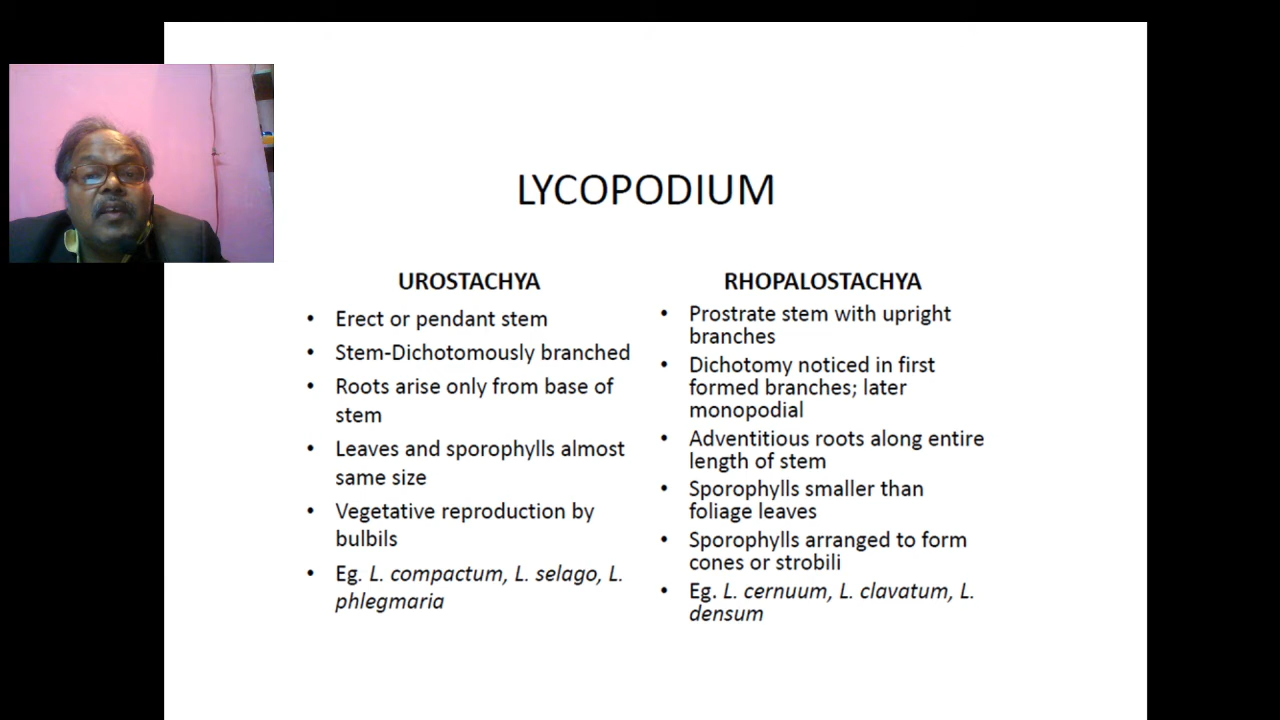 LYCOPODIUM
UROSTACHYA
• Erect or pendant stem
• Stem-Dichotomously branched
• Roots arise only from base of
stem
• Leaves and sporophylls almost
same size
• Vegetative reproduction by
bulbils
• Eg. L. compactum, L. selago, L.
phlegmaria
RHOPALOSTACHYA
• Prostrate stem with upright
branches
• Dichotomy noticed in first
formed branches; later
monopodial
• Adventitious roots along entire
length of stem
• Sporophylls smaller than
foliage leaves
• Sporophylls arranged to form
cones or strobili
• Eg. L. cernuum, L. clavatum, L.
densum